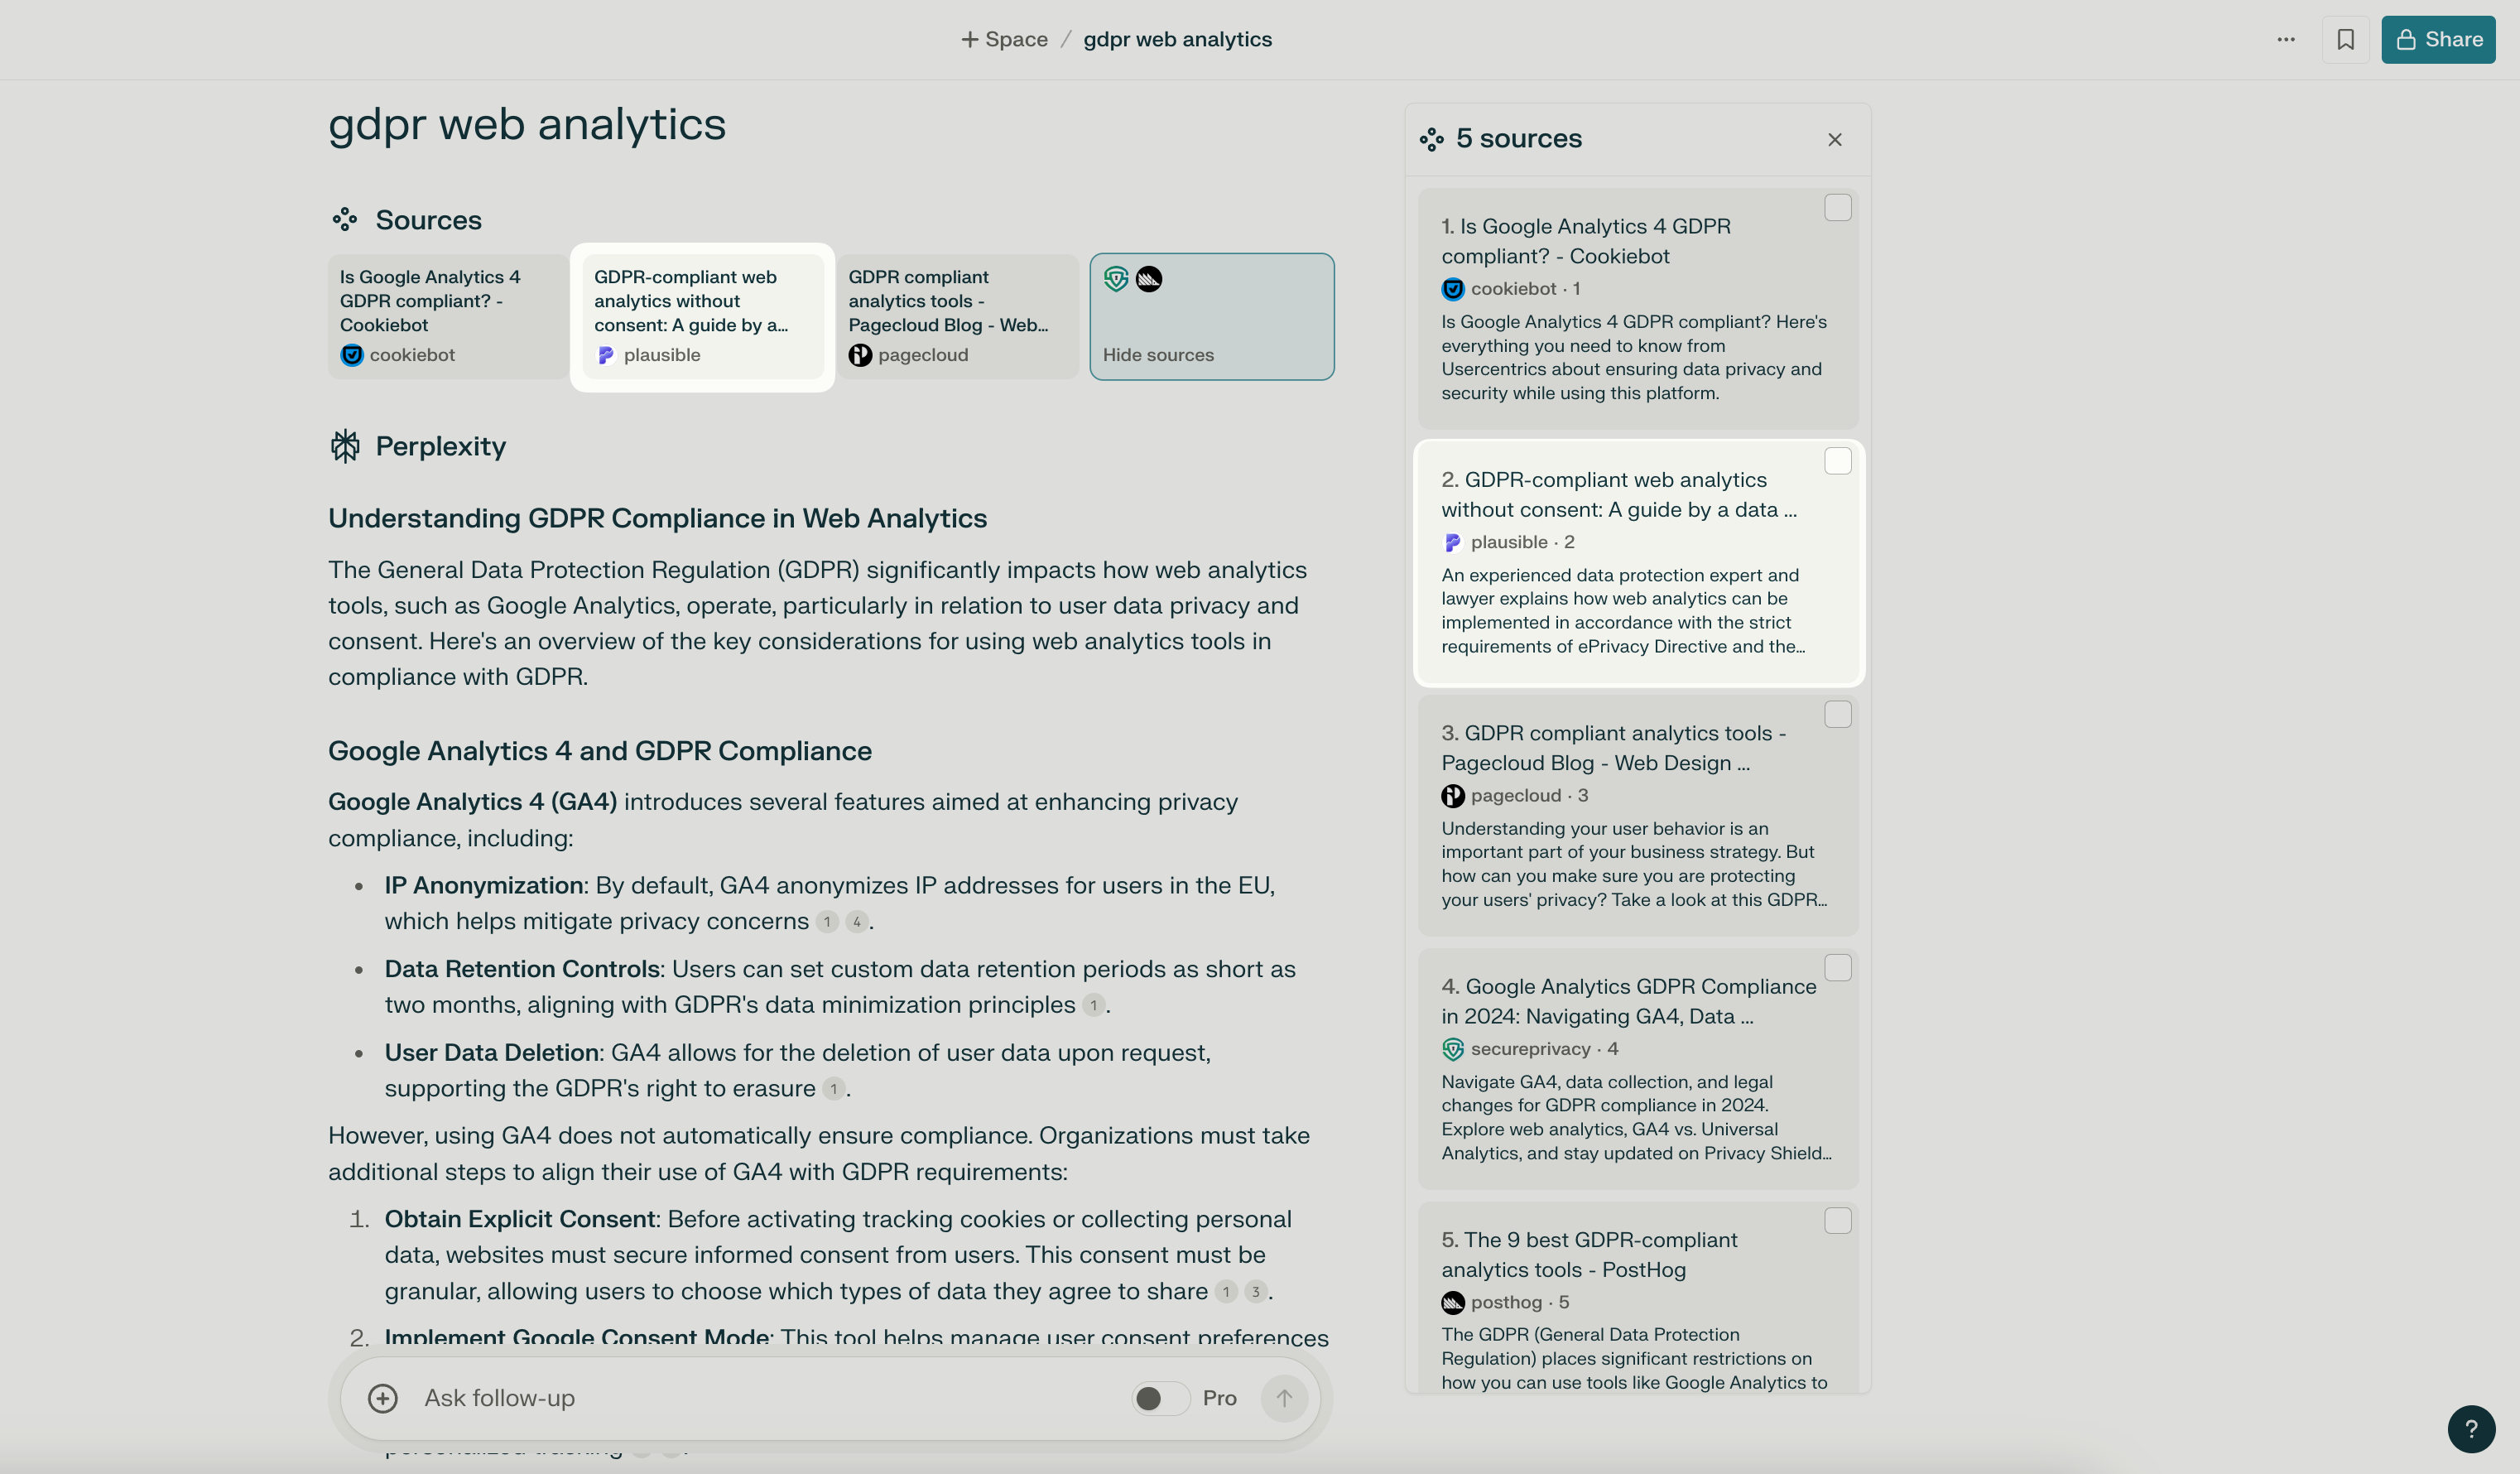 Space / gdpr web analytics
Share
gdpr web analytics
Sources
Is Google Analytics 4
GDPR compliant? -
Cookiebot
cookiebot
GDPR-compliant web
analytics without
consent: A guide by a...
plausible
GDPR compliant
analytics tools -
Pagecloud Blog - Web...
pagecloud
Hide sources
Perplexity
Understanding GDPR Compliance in Web Analytics
The General Data Protection Regulation (GDPR) significantly impacts how web analytics
tools, such as Google Analytics, operate, particularly in relation to user data privacy and
consent. Here's an overview of the key considerations for using web analytics tools in
compliance with GDPR.
Google Analytics 4 and GDPR Compliance
Google Analytics 4 (GA4) introduces several features aimed at enhancing privacy
compliance, including:
• IP Anonymization: By default, GA4 anonymizes IP addresses for users in the EU,
which helps mitigate privacy concerns 1 4.
• Data Retention Controls: Users can set custom data retention periods as short as
two months, aligning with GDPR's data minimization principles 1.
• User Data Deletion: GA4 allows for the deletion of user data upon request,
supporting the GDPR's right to erasure 1.
However, using GA4 does not automatically ensure compliance. Organizations must take
additional steps to align their use of GA4 with GDPR requirements:
1. Obtain Explicit Consent: Before activating tracking cookies or collecting personal
data, websites must secure informed consent from users. This consent must be
granular, allowing users to choose which types of data they agree to share 1 3.
2. Implement Google Consent Mode: This tool helps manage user consent preferences
Ask follow-up
Pro
personalized tracking
5 sources
1. Is Google Analytics 4 GDPR
compliant? - Cookiebot
cookiebot · 1
Is Google Analytics 4 GDPR compliant? Here's
everything you need to know from
Usercentrics about ensuring data privacy and
security while using this platform.
2. GDPR-compliant web analytics
without consent: A guide by a data ...
plausible · 2
An experienced data protection expert and
lawyer explains how web analytics can be
implemented in accordance with the strict
requirements of ePrivacy Directive and the...
3. GDPR compliant analytics tools -
Pagecloud Blog - Web Design ...
pagecloud · 3
Understanding your user behavior is an
important part of your business strategy. But
how can you make sure you are protecting
your users' privacy? Take a look at this GDPR...
4. Google Analytics GDPR Compliance
in 2024: Navigating GA4, Data ...
secureprivacy · 4
Navigate GA4, data collection, and legal
changes for GDPR compliance in 2024.
Explore web analytics, GA4 vs. Universal
Analytics, and stay updated on Privacy Shield...
5. The 9 best GDPR-compliant
analytics tools - PostHog
posthog · 5
The GDPR (General Data Protection
Regulation) places significant restrictions on
how you can use tools like Google Analytics to
?